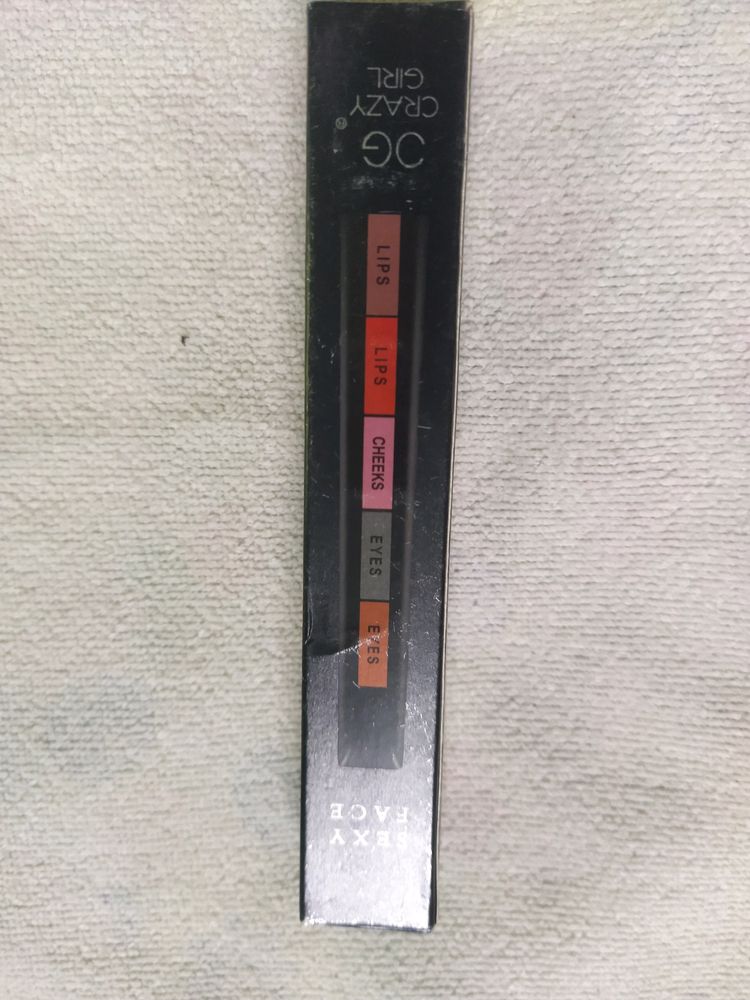 SEXY
FACE
EYES
EYES
CHEEKS
LIPS
LIPS
CG®
CRAZY
GIRL